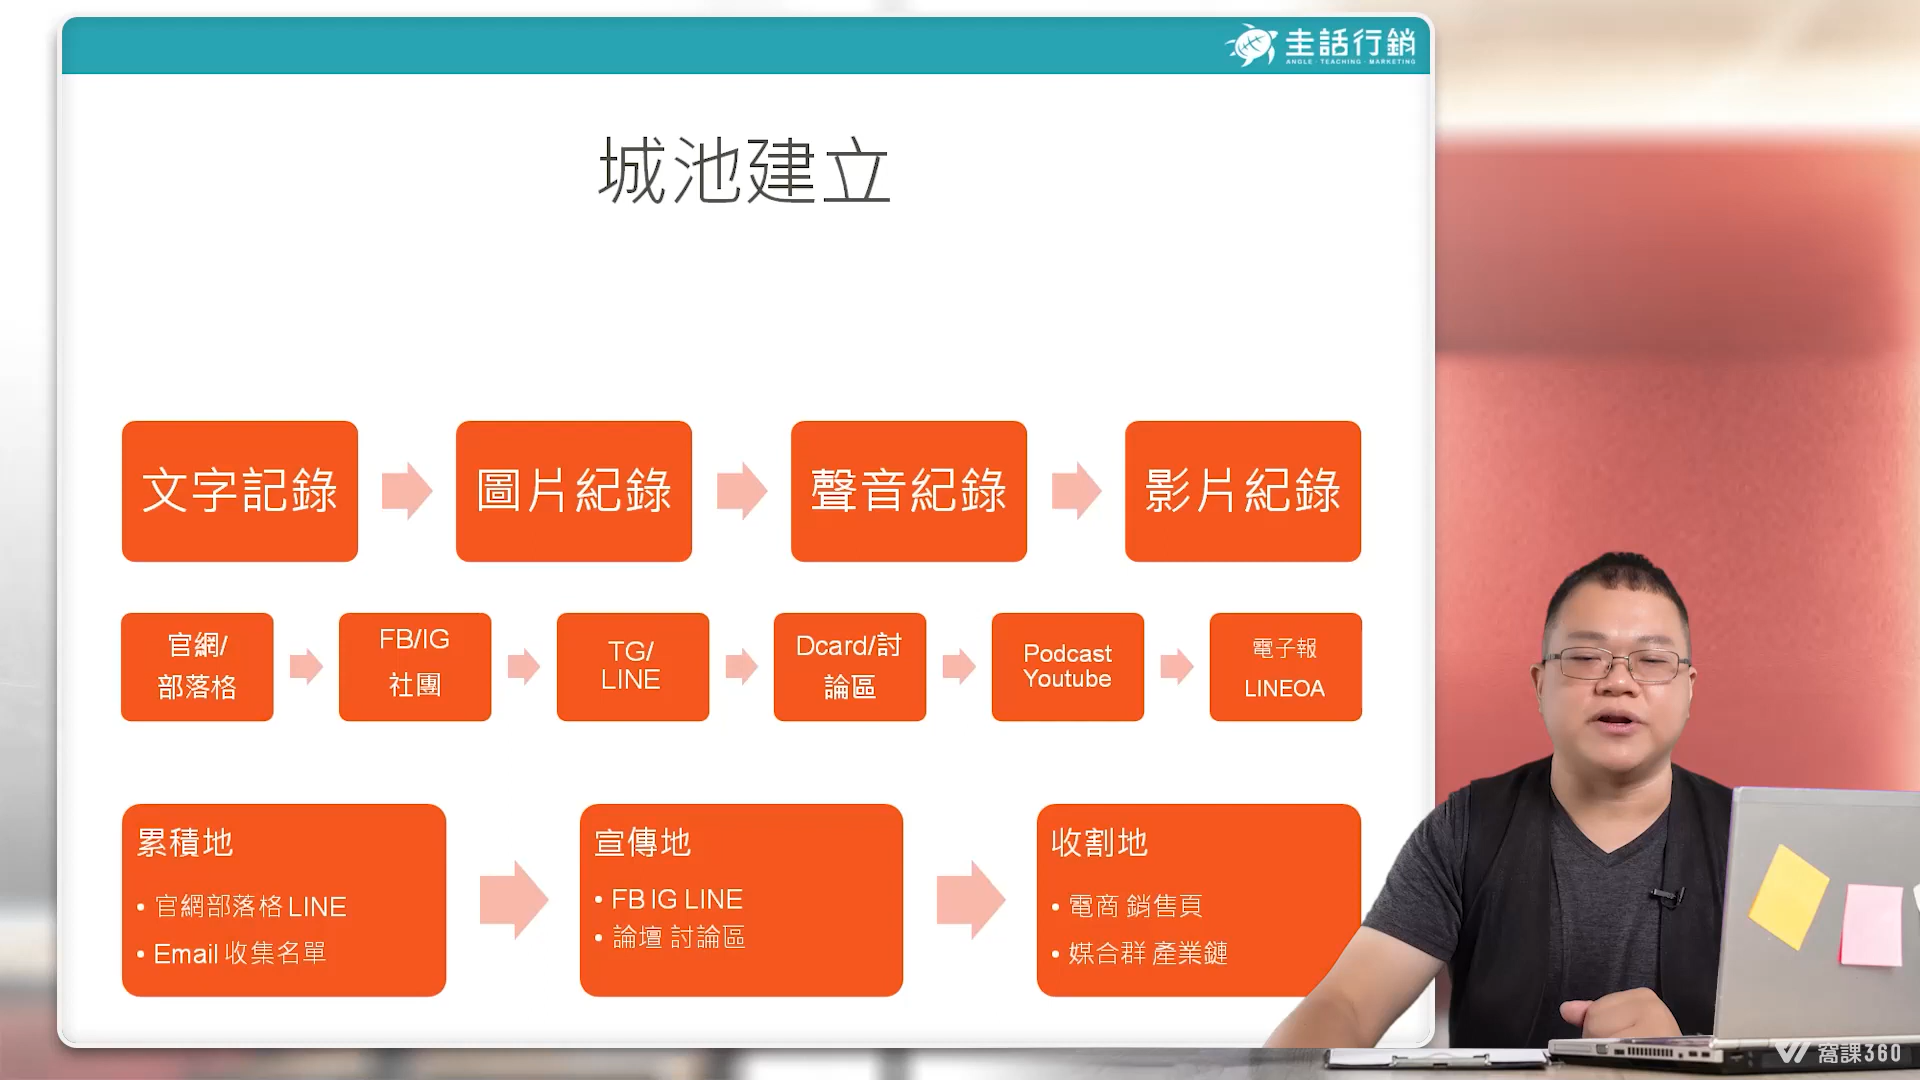 圭話行銷
ANGLE · TEACHING · MARKETING
城池建立
文字記錄
圖片紀錄
聲音紀錄
影片紀錄
官網/
部落格
FB/IG
社團
TG/
LINE
Dcard/討
論區
Podcast
Youtube
電子報
LINEOA
累積地
• 官網部落格 LINE
• Email 收集名單
宣傳地
• FB IG LINE
• 論壇 討論區
收割地
• 電商 銷售頁
• 媒合群 產業鏈
窩課360